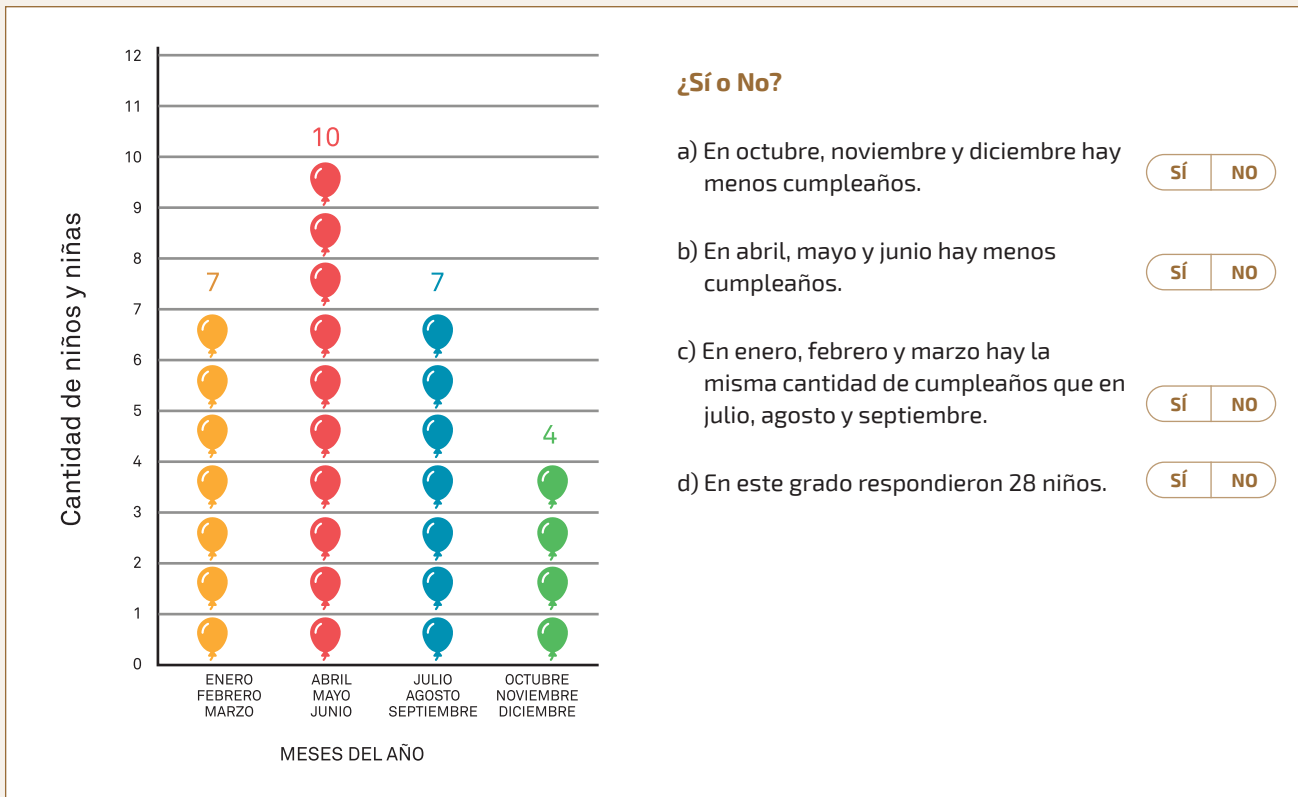 12
11
10
9
8
7
6
5
4
3
2
1
0
Cantidad de niños y niñas
7
10
7
4
ENERO
FEBRERO
MARZO
ABRIL
MAYO
JUNIO
JULIO
AGOSTO
SEPTIEMBRE
OCTUBRE
NOVIEMBRE
DICIEMBRE
MESES DEL AÑO
¿Sí o No?
a) En octubre, noviembre y diciembre hay
menos cumpleaños.
SÍ NO
b) En abril, mayo y junio hay menos
cumpleaños.
SÍ NO
c) En enero, febrero y marzo hay la
misma cantidad de cumpleaños que en
julio, agosto y septiembre.
SÍ NO
d) En este grado respondieron 28 niños.
SÍ NO